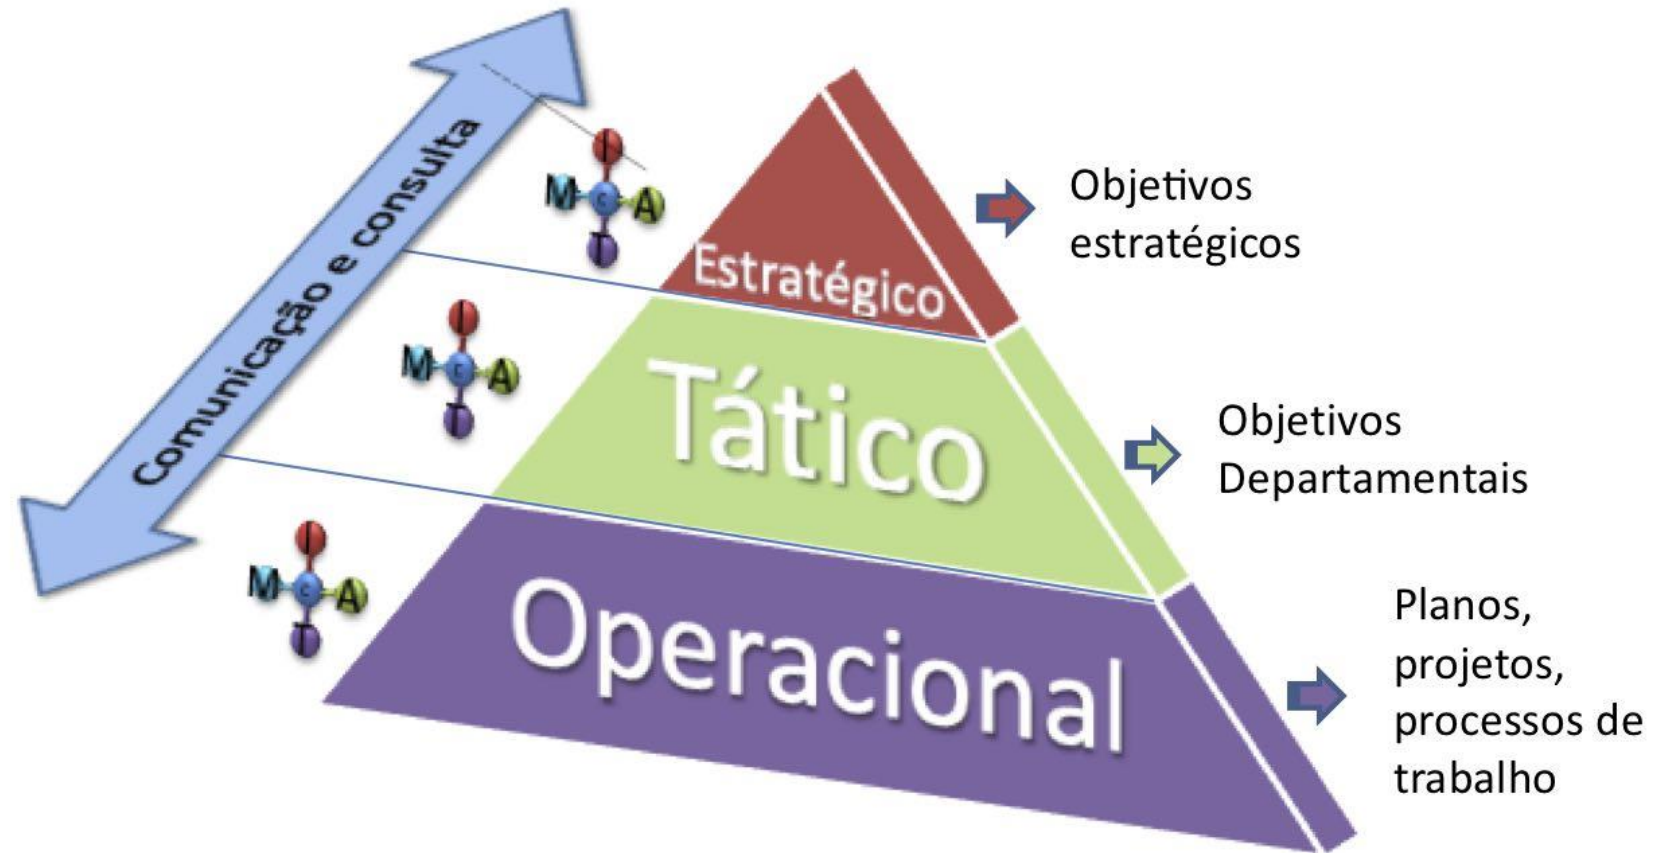 Comunicação e consulta
I
M C A
T
Estratégico
Objetivos
estratégicos
I
M C A
T
Tático
Objetivos
Departamentais
I
M C A
T
Operacional
Planos,
projetos,
processos de
trabalho